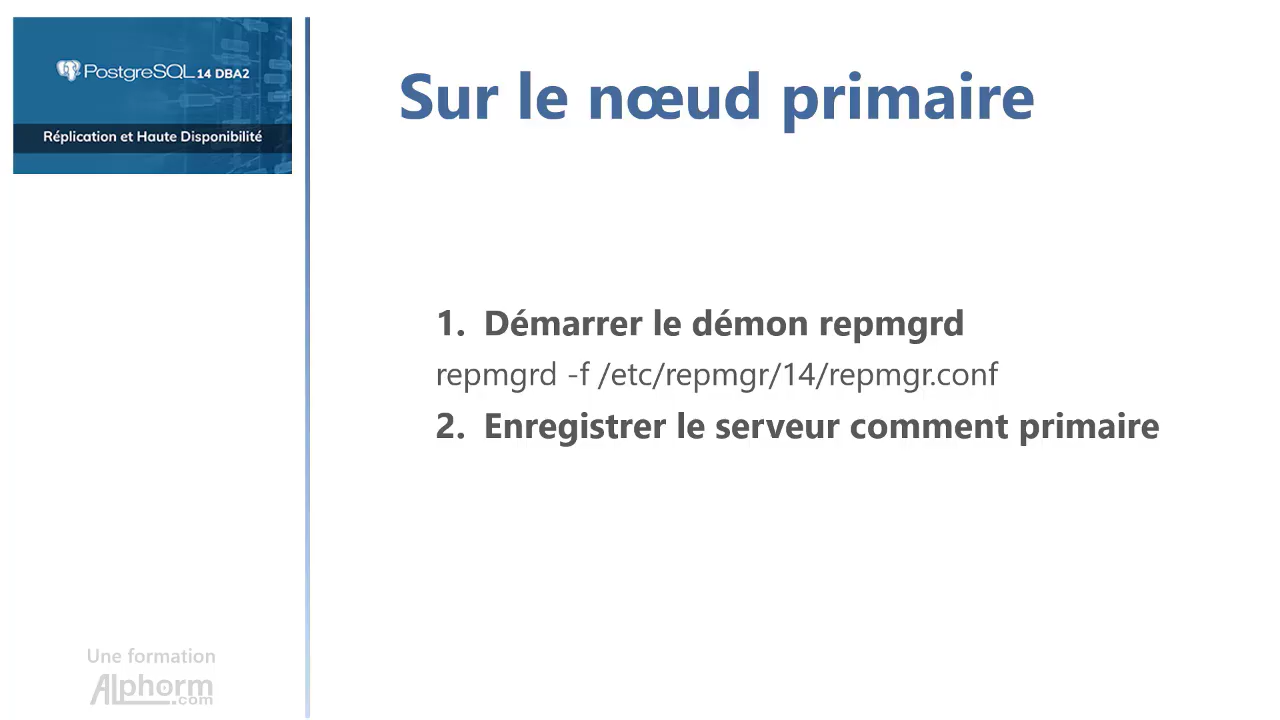 PostgreSQL 14 DBA2
Réplication et Haute Disponibilité
Sur le nœud primaire
1. Démarrer le démon repmgrd
repmgrd -f /etc/repmgr/14/repmgr.conf
2. Enregistrer le serveur comment primaire
Une formation
Alphorm
.com